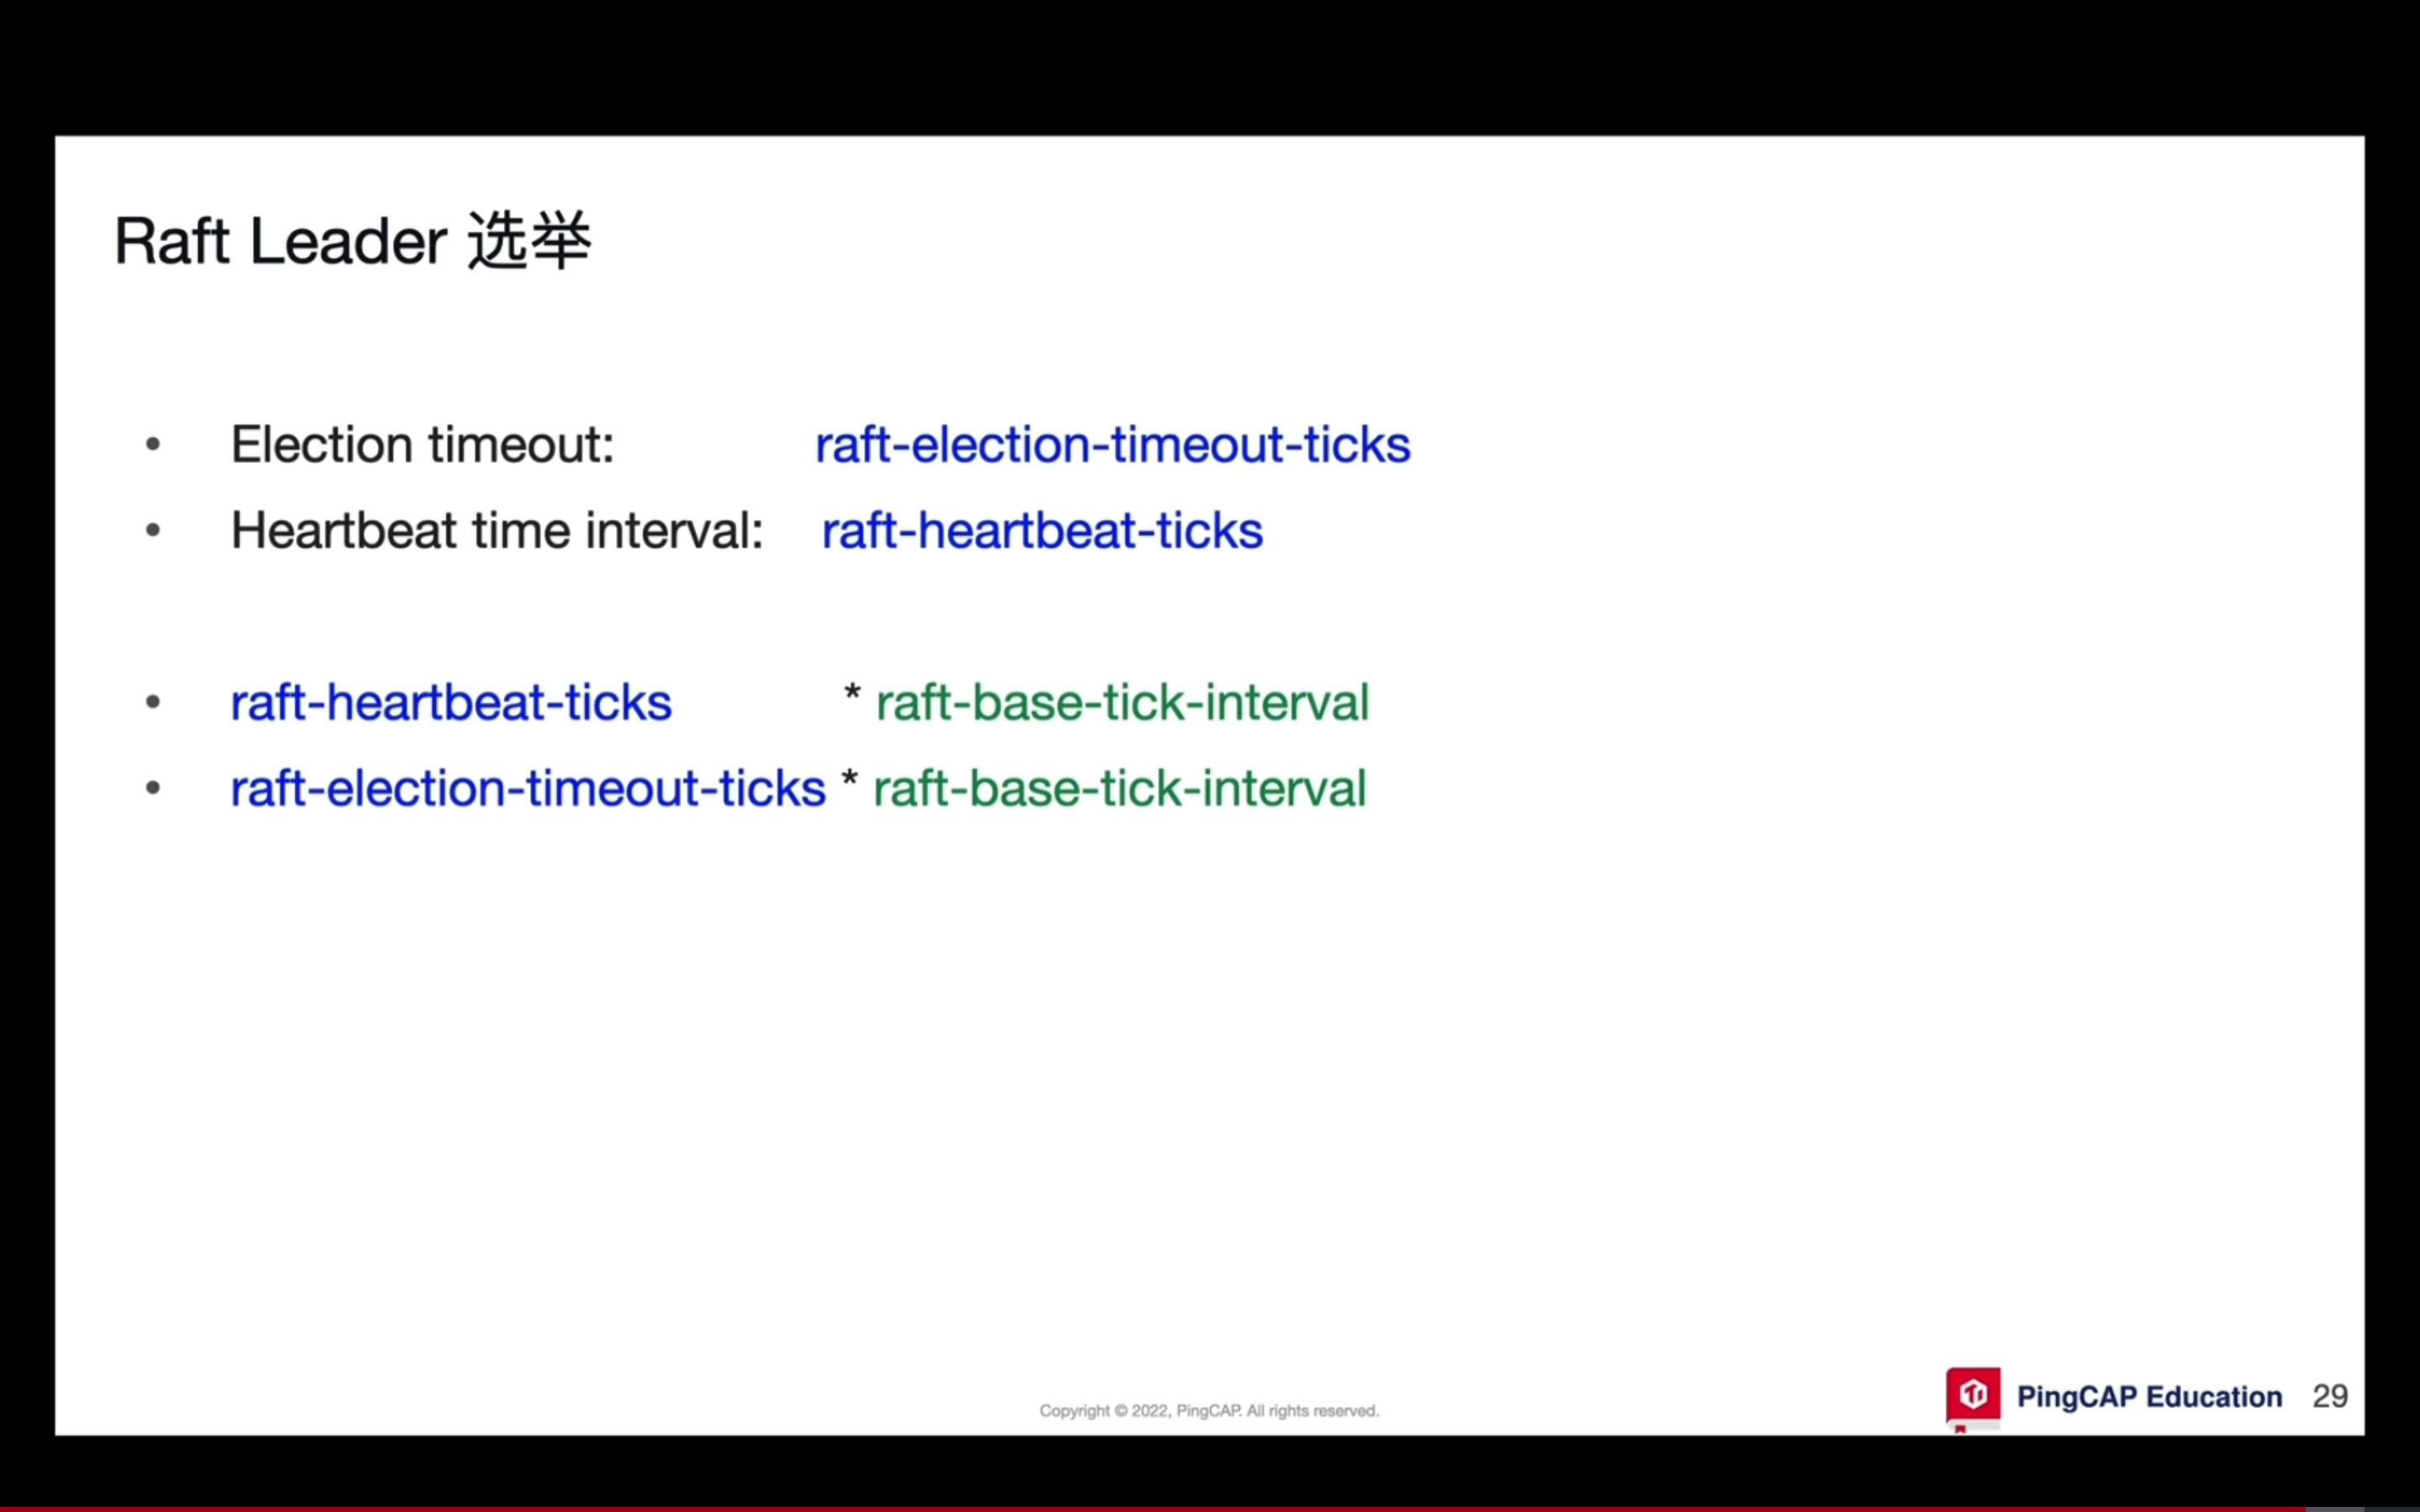 Raft Leader 选举
• Election timeout: raft-election-timeout-ticks
• Heartbeat time interval: raft-heartbeat-ticks
• raft-heartbeat-ticks * raft-base-tick-interval
• raft-election-timeout-ticks * raft-base-tick-interval
Copyright © 2022, PingCAP. All rights reserved.
PingCAP Education 29